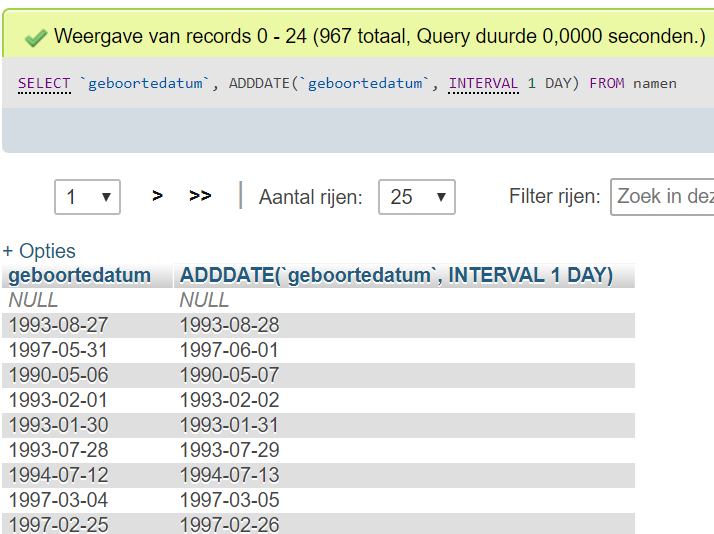 Weergave van records 0 - 24 (967 totaal, Query duurde 0,0000 seconden.)
SELECT `geboortedatum`, ADDDATE(`geboortedatum`, INTERVAL 1 DAY) FROM namen
1 ▼ > >> | Aantal rijen: 25 ▼ Filter rijen: Zoek in dez
+ Opties
geboortedatum ADDDATE(`geboortedatum`, INTERVAL 1 DAY)
NULL NULL
1993-08-27 1993-08-28
1997-05-31 1997-06-01
1990-05-06 1990-05-07
1993-02-01 1993-02-02
1993-01-30 1993-01-31
1993-07-28 1993-07-29
1994-07-12 1994-07-13
1997-03-04 1997-03-05
1997-02-25 1997-02-26